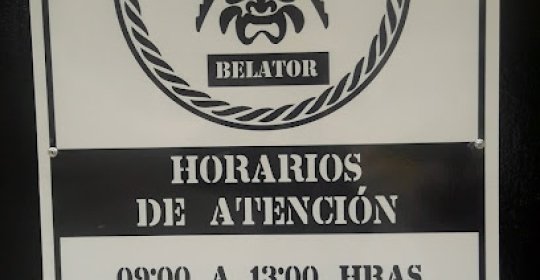 BELATOR
HORARIOS
DE ATENCIÓN
09:00 A 13:00 HRAS